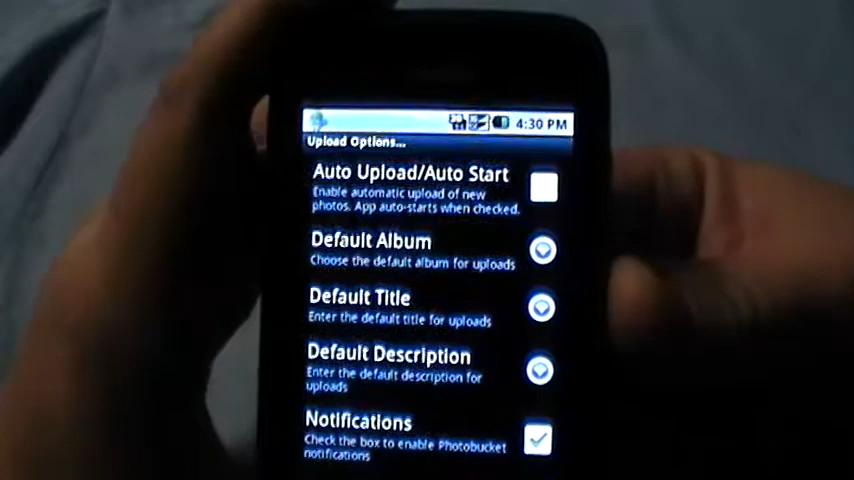 4:30 PM
Upload Options...
Auto Upload/Auto Start
Enable automatic upload of new
photos. App auto-starts when checked.
Default Album
Choose the default album for uploads
Default Title
Enter the default title for uploads
Default Description
Enter the default description for
uploads
Notifications
Check the box to enable Photobucket
notifications